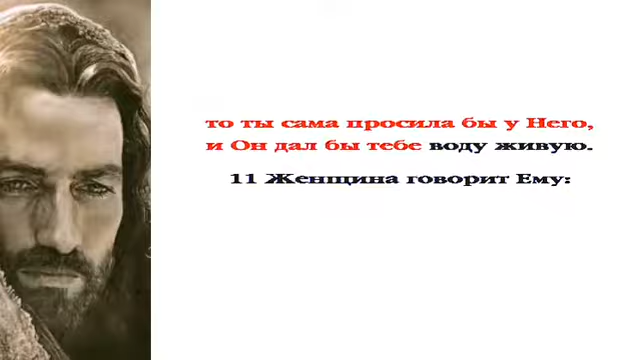 то ты сама просила бы у Него,
и Он дал бы тебе воду живую.
11 Женщина говорит Ему: